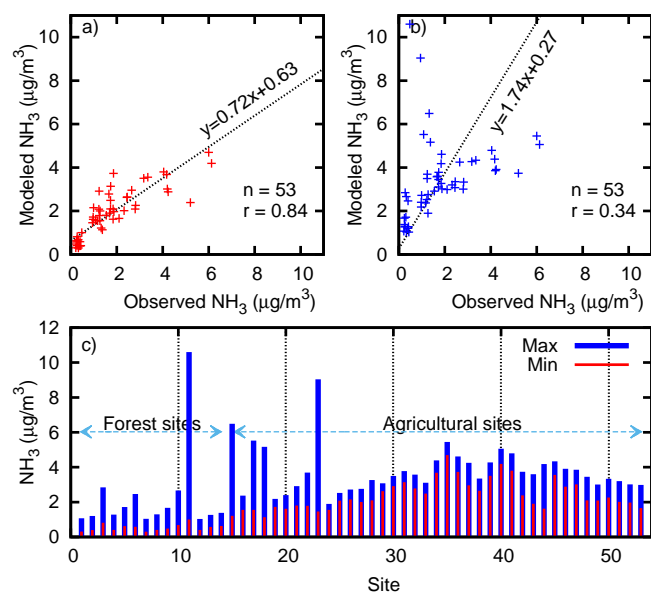 a)
y=0.72x+0.63
n = 53
r = 0.84
Modeled NH₃ (μg/m³)
0
2
4
6
8
10
0 2 4 6 8 10
Observed NH₃ (μg/m³)
b)
y=1.74x+0.27
n = 53
r = 0.34
Modeled NH₃ (μg/m³)
0
2
4
6
8
10
0 2 4 6 8 10
Observed NH₃ (μg/m³)
c)
Max
Min
Forest sites
Agricultural sites
NH₃ (μg/m³)
12
10
8
6
4
2
0
0 10 20 30 40 50
Site